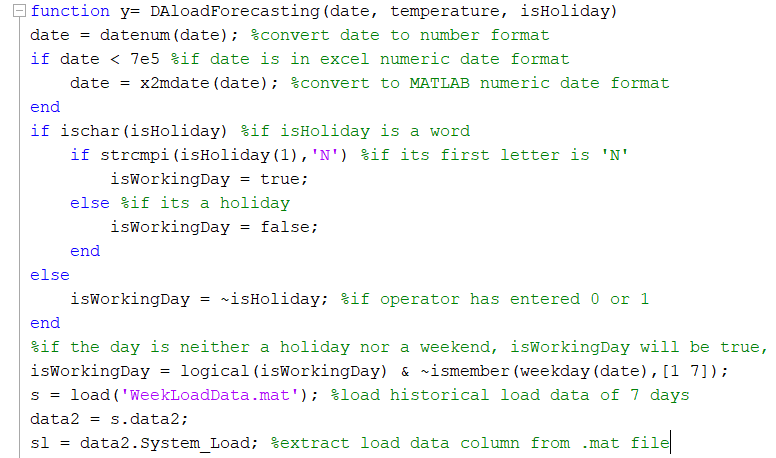 function y= DAloadForecasting(date, temperature, isHoliday)
date = datenum(date); %convert date to number format
if date < 7e5 %if date is in excel numeric date format
    date = x2mdate(date); %convert to MATLAB numeric date format
end
if ischar(isHoliday) %if isHoliday is a word
    if strcmpi(isHoliday(1),'N') %if its first letter is 'N'
        isWorkingDay = true;
    else %if its a holiday
        isWorkingDay = false;
    end
else
    isWorkingDay = ~isHoliday; %if operator has entered 0 or 1
end
%if the day is neither a holiday nor a weekend, isWorkingDay will be true,
isWorkingDay = logical(isWorkingDay) & ~ismember(weekday(date),[1 7]);
s = load('WeekLoadData.mat'); %load historical load data of 7 days
data2 = s.data2;
sl = data2.System_Load; %extract load data column from .mat file